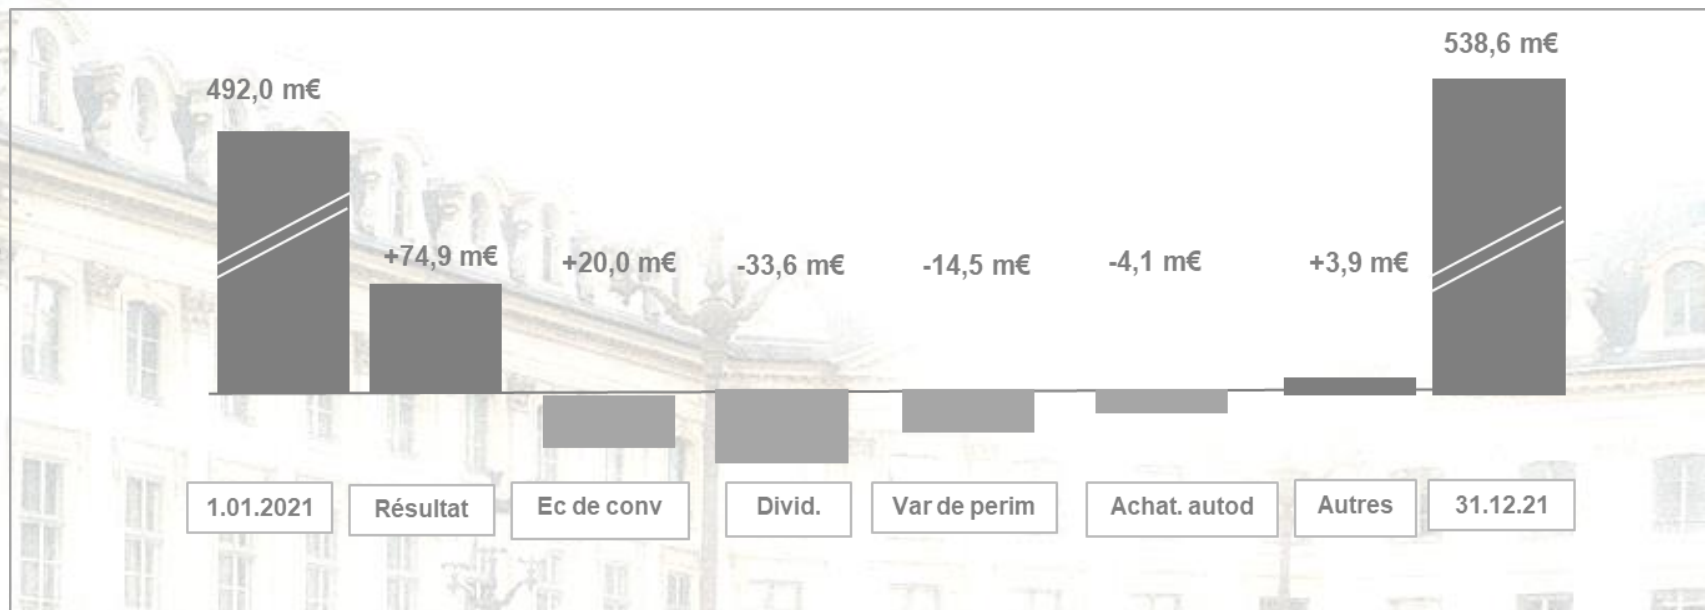 538,6 m€
492,0 m€
+74,9 m€
+20,0 m€
-33,6 m€
-14,5 m€
-4,1 m€
+3,9 m€
1.01.2021
Résultat
Ec de conv
Divid.
Var de perim
Achat. autod
Autres
31.12.21